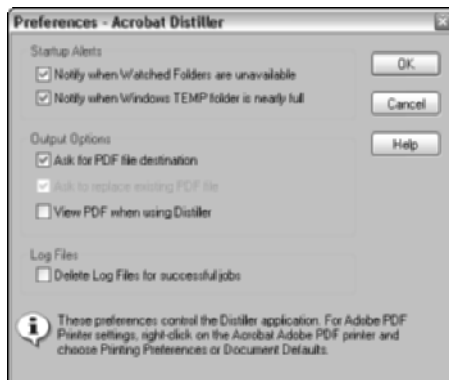 Preferences - Acrobat Distiller
Startup Alerts
Notify when Watched Folders are unavailable
Notify when Windows TEMP folder is nearly full
OK
Cancel
Help
Output Options
Ask for PDF file destination
Ask to replace existing PDF file
View PDF when using Distiller
Log Files
Delete Log Files for successful jobs
These preferences control the Distiller application. For Adobe PDF
Printer settings, right-click on the Acrobat Adobe PDF printer and
choose Printing Preferences or Document Defaults.